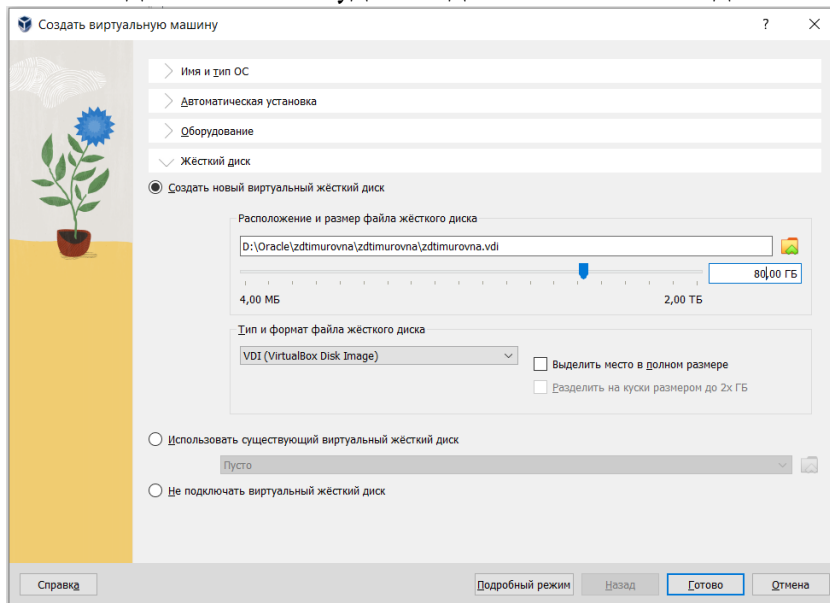 Создать виртуальную машину
Имя и тип ОС
Автоматическая установка
Оборудование
Жёсткий диск
Создать новый виртуальный жёсткий диск
Расположение и размер файла жёсткого диска
D:\Oracle\zdtimurovna\zdtimurovna\zdtimurovna.vdi
80,00 ГБ
4,00 МБ 2,00 ТБ
Тип и формат файла жёсткого диска
VDI (VirtualBox Disk Image)
Выделить место в полном размере
Разделить на куски размером до 2х ГБ
Использовать существующий виртуальный жёсткий диск
Пусто
Не подключать виртуальный жёсткий диск
Справка Подробный режим Назад Готово Отмена